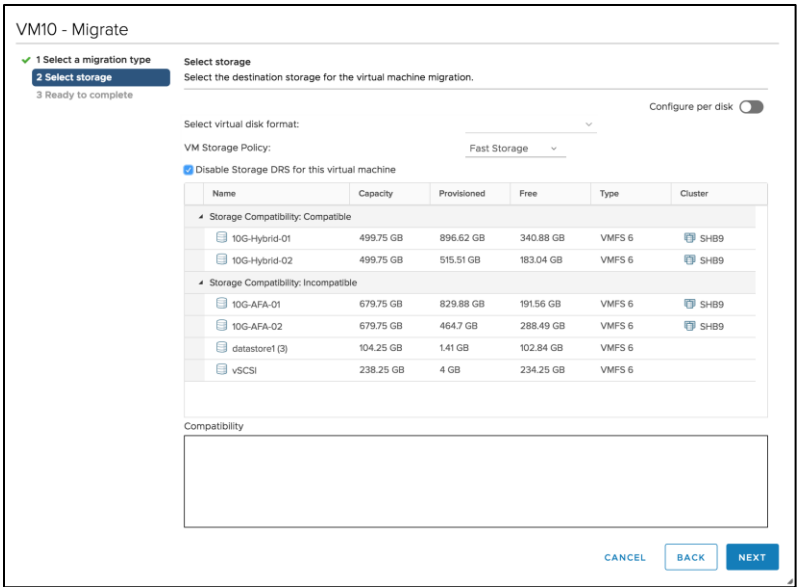 VM10 - Migrate
1 Select a migration type
2 Select storage
3 Ready to complete
Select storage
Select the destination storage for the virtual machine migration.
Configure per disk
Select virtual disk format:
VM Storage Policy: Fast Storage
Disable Storage DRS for this virtual machine
Name Capacity Provisioned Free Type Cluster
Storage Compatibility: Compatible
10G-Hybrid-01 499.75 GB 896.62 GB 340.88 GB VMFS 6 SHB9
10G-Hybrid-02 499.75 GB 515.51 GB 183.04 GB VMFS 6 SHB9
Storage Compatibility: Incompatible
10G-AFA-01 679.75 GB 829.88 GB 191.56 GB VMFS 6 SHB9
10G-AFA-02 679.75 GB 464.7 GB 288.49 GB VMFS 6 SHB9
datastore1 (3) 104.25 GB 1.41 GB 102.84 GB VMFS 6
vSCSI 238.25 GB 4 GB 234.25 GB VMFS 6
Compatibility
CANCEL BACK NEXT